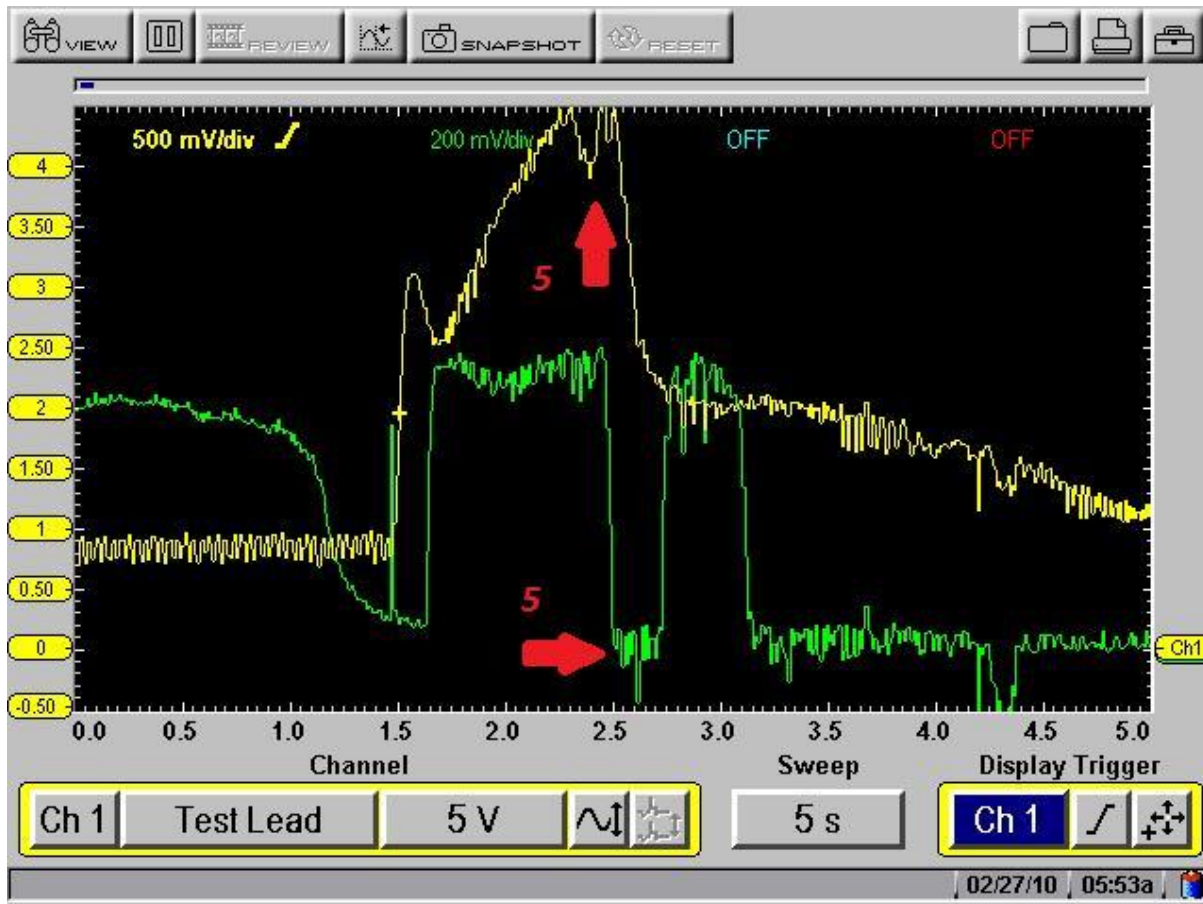 VIEW REVIEW SNAPSHOT RESET
500 mV/div 200 mV/div OFF OFF
4
3.50
3
2.50
2
1.50
1
0.50
0
-0.50
5
5
Ch1
0.0 0.5 1.0 1.5 2.0 2.5 3.0 3.5 4.0 4.5 5.0
Channel Sweep Display Trigger
Ch 1 Test Lead 5 V 5 s Ch 1
02/27/10 05:53a